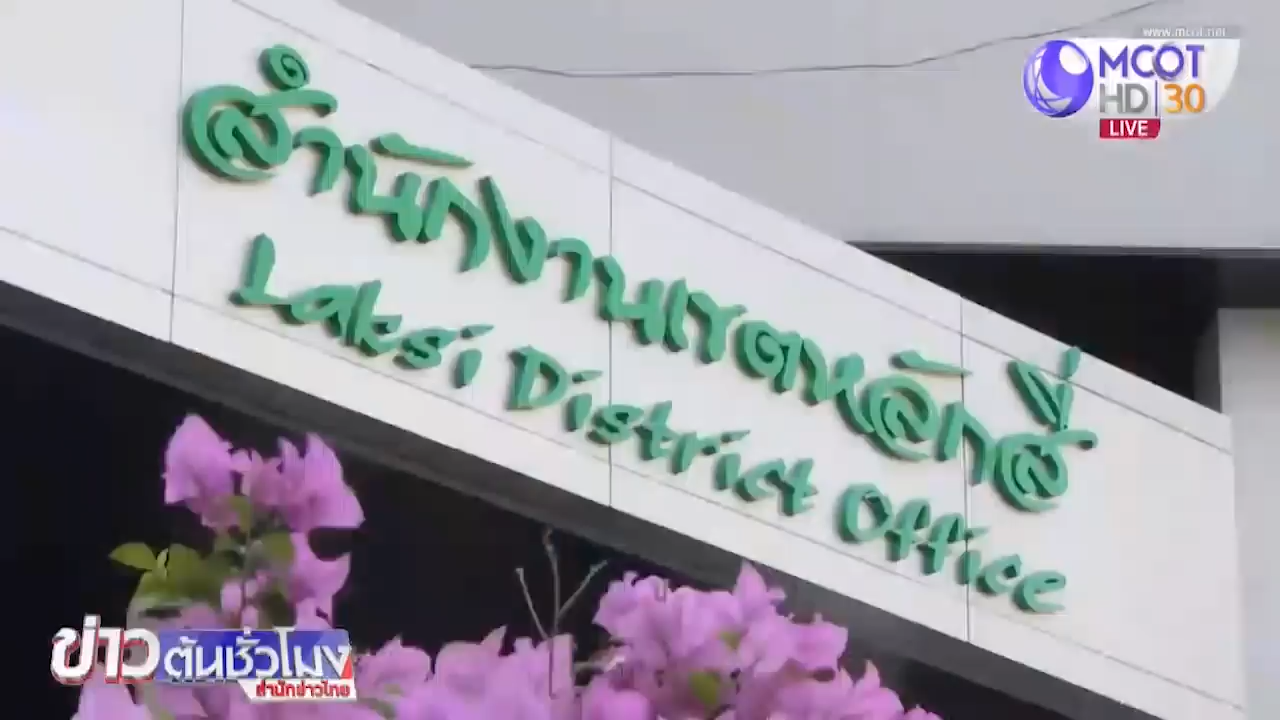 www.mcot.net
MCOT
HD 30
LIVE
สำนักงานเขตหลักสี่
Laksi District Office
ข่าวต้นชั่วโมง
สำนักข่าวไทย